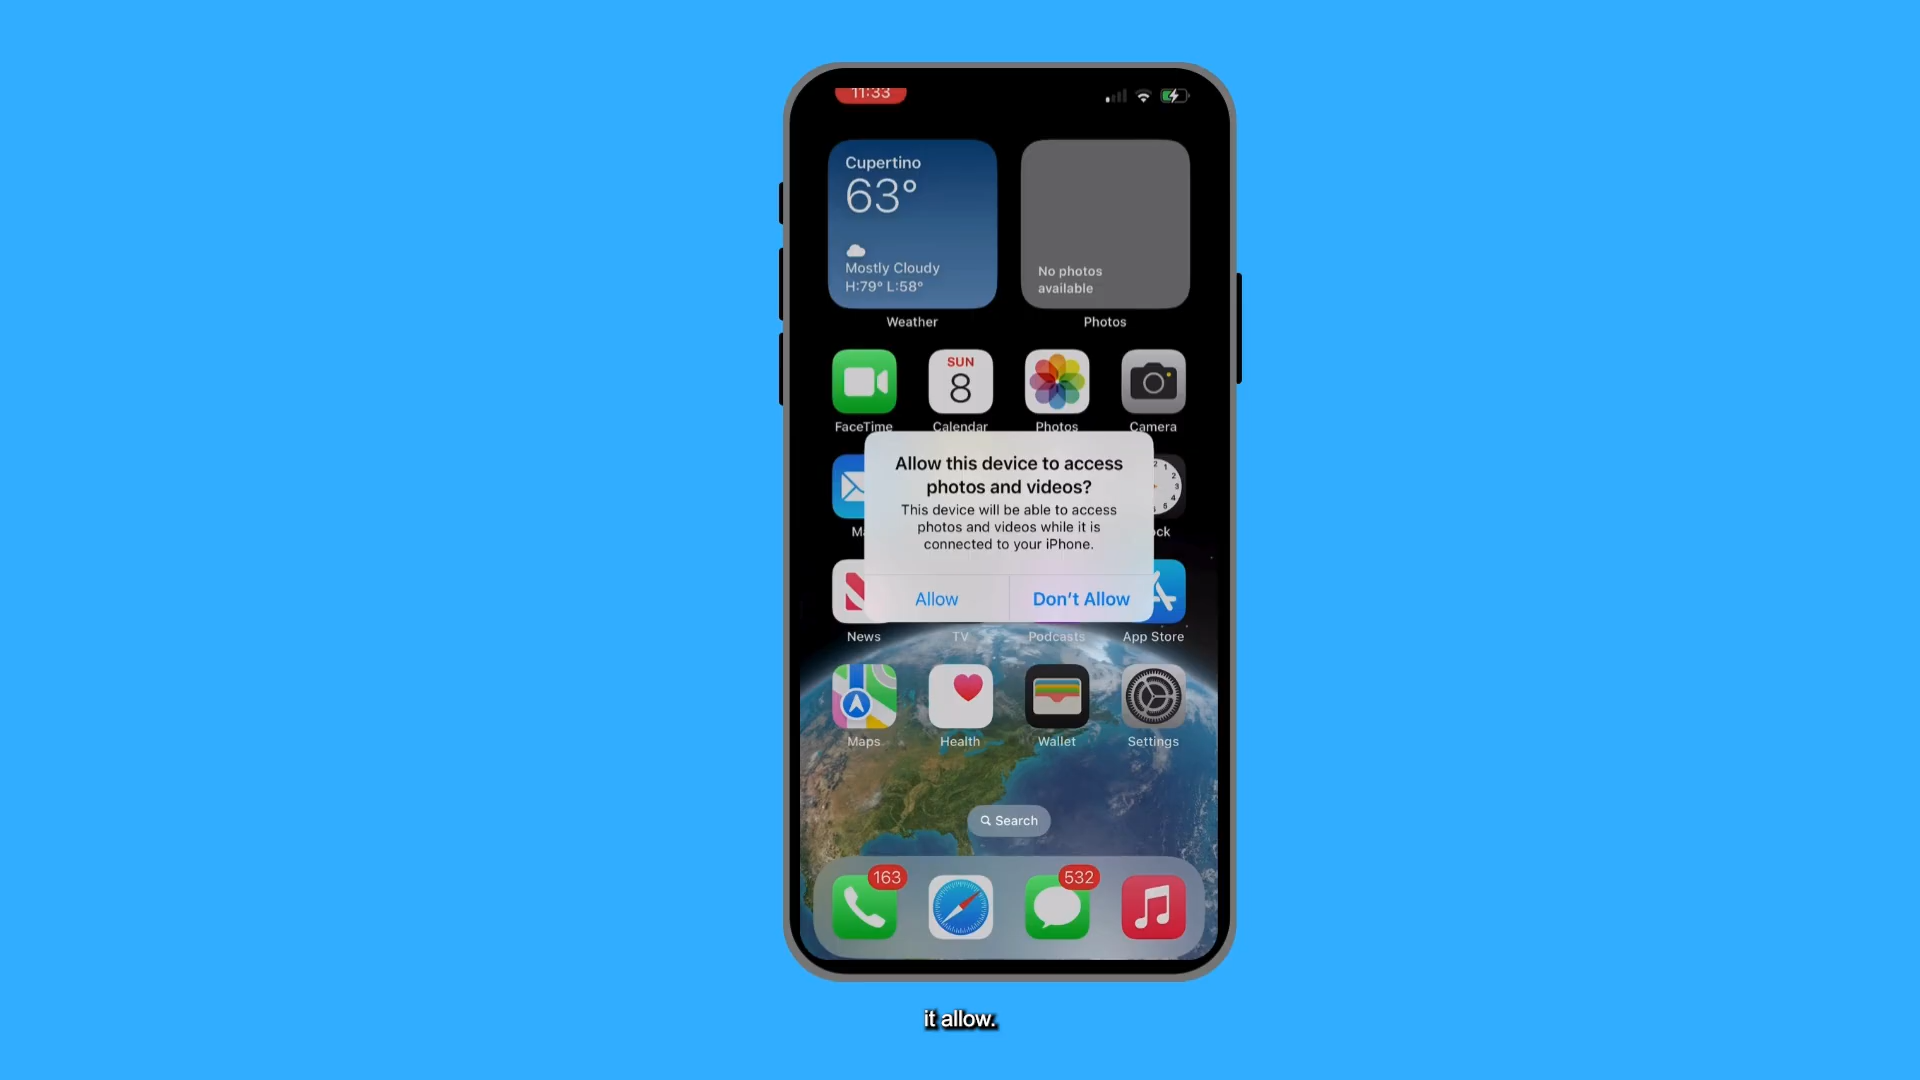 11:33
Cupertino
63°
Mostly Cloudy
H:79° L:58°
Weather
No photos
available
Photos
FaceTime
SUN
8
Calendar
Photos
Camera
Allow this device to access
photos and videos?
This device will be able to access
photos and videos while it is
connected to your iPhone.
Allow
Don't Allow
News
TV
Podcasts
App Store
Maps
Health
Wallet
Settings
Search
163
532
it allow.